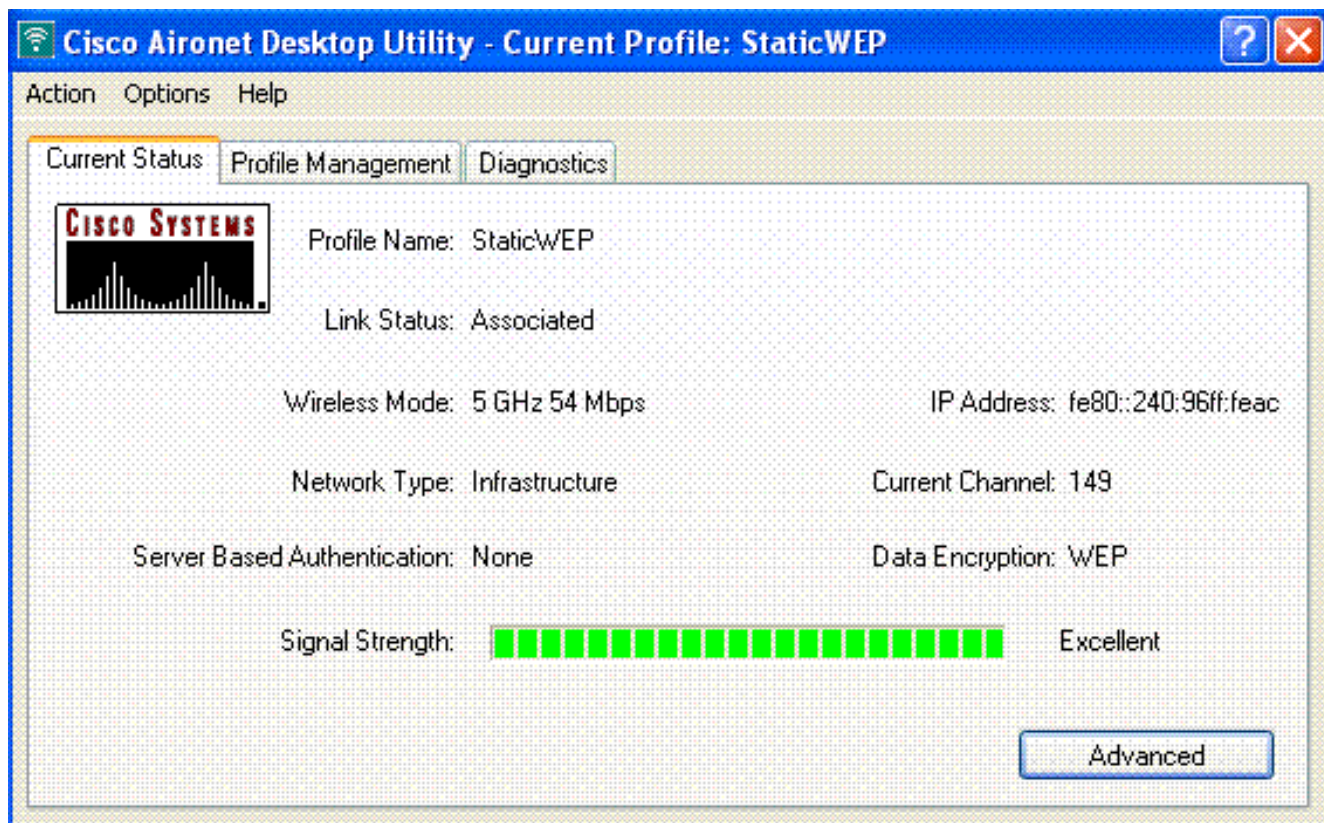 Cisco Aironet Desktop Utility - Current Profile: StaticWEP
Action Options Help
Current Status Profile Management Diagnostics
CISCO SYSTEMS
Profile Name: StaticWEP
Link Status: Associated
Wireless Mode: 5 GHz 54 Mbps IP Address: fe80::240:96ff:feac
Network Type: Infrastructure Current Channel: 149
Server Based Authentication: None Data Encryption: WEP
Signal Strength: Excellent
Advanced